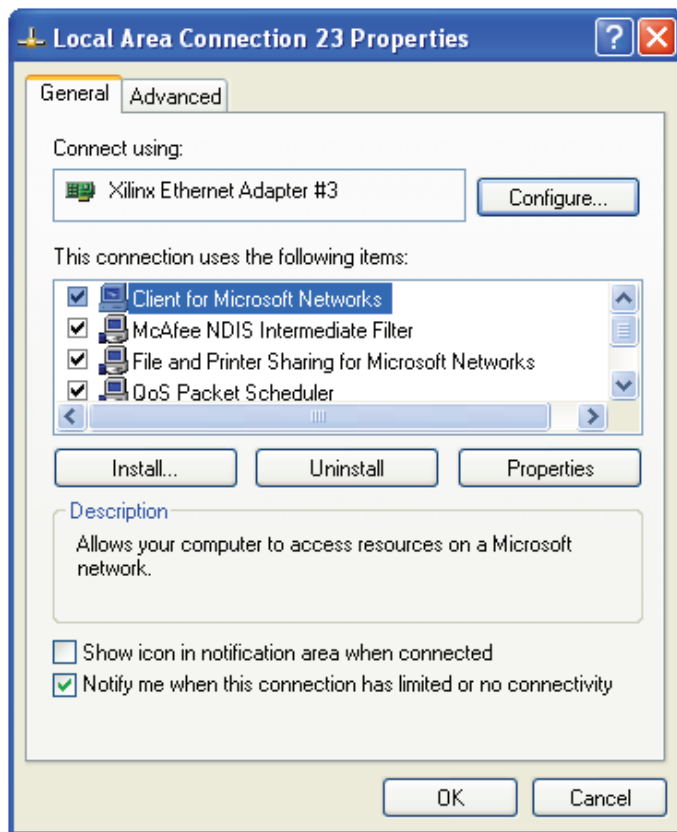 Local Area Connection 23 Properties
General
Advanced
Connect using:
Xilinx Ethernet Adapter #3
Configure...
This connection uses the following items:
Client for Microsoft Networks
McAfee NDIS Intermediate Filter
File and Printer Sharing for Microsoft Networks
QoS Packet Scheduler
Install...
Uninstall
Properties
Description
Allows your computer to access resources on a Microsoft
network.
Show icon in notification area when connected
Notify me when this connection has limited or no connectivity
OK
Cancel